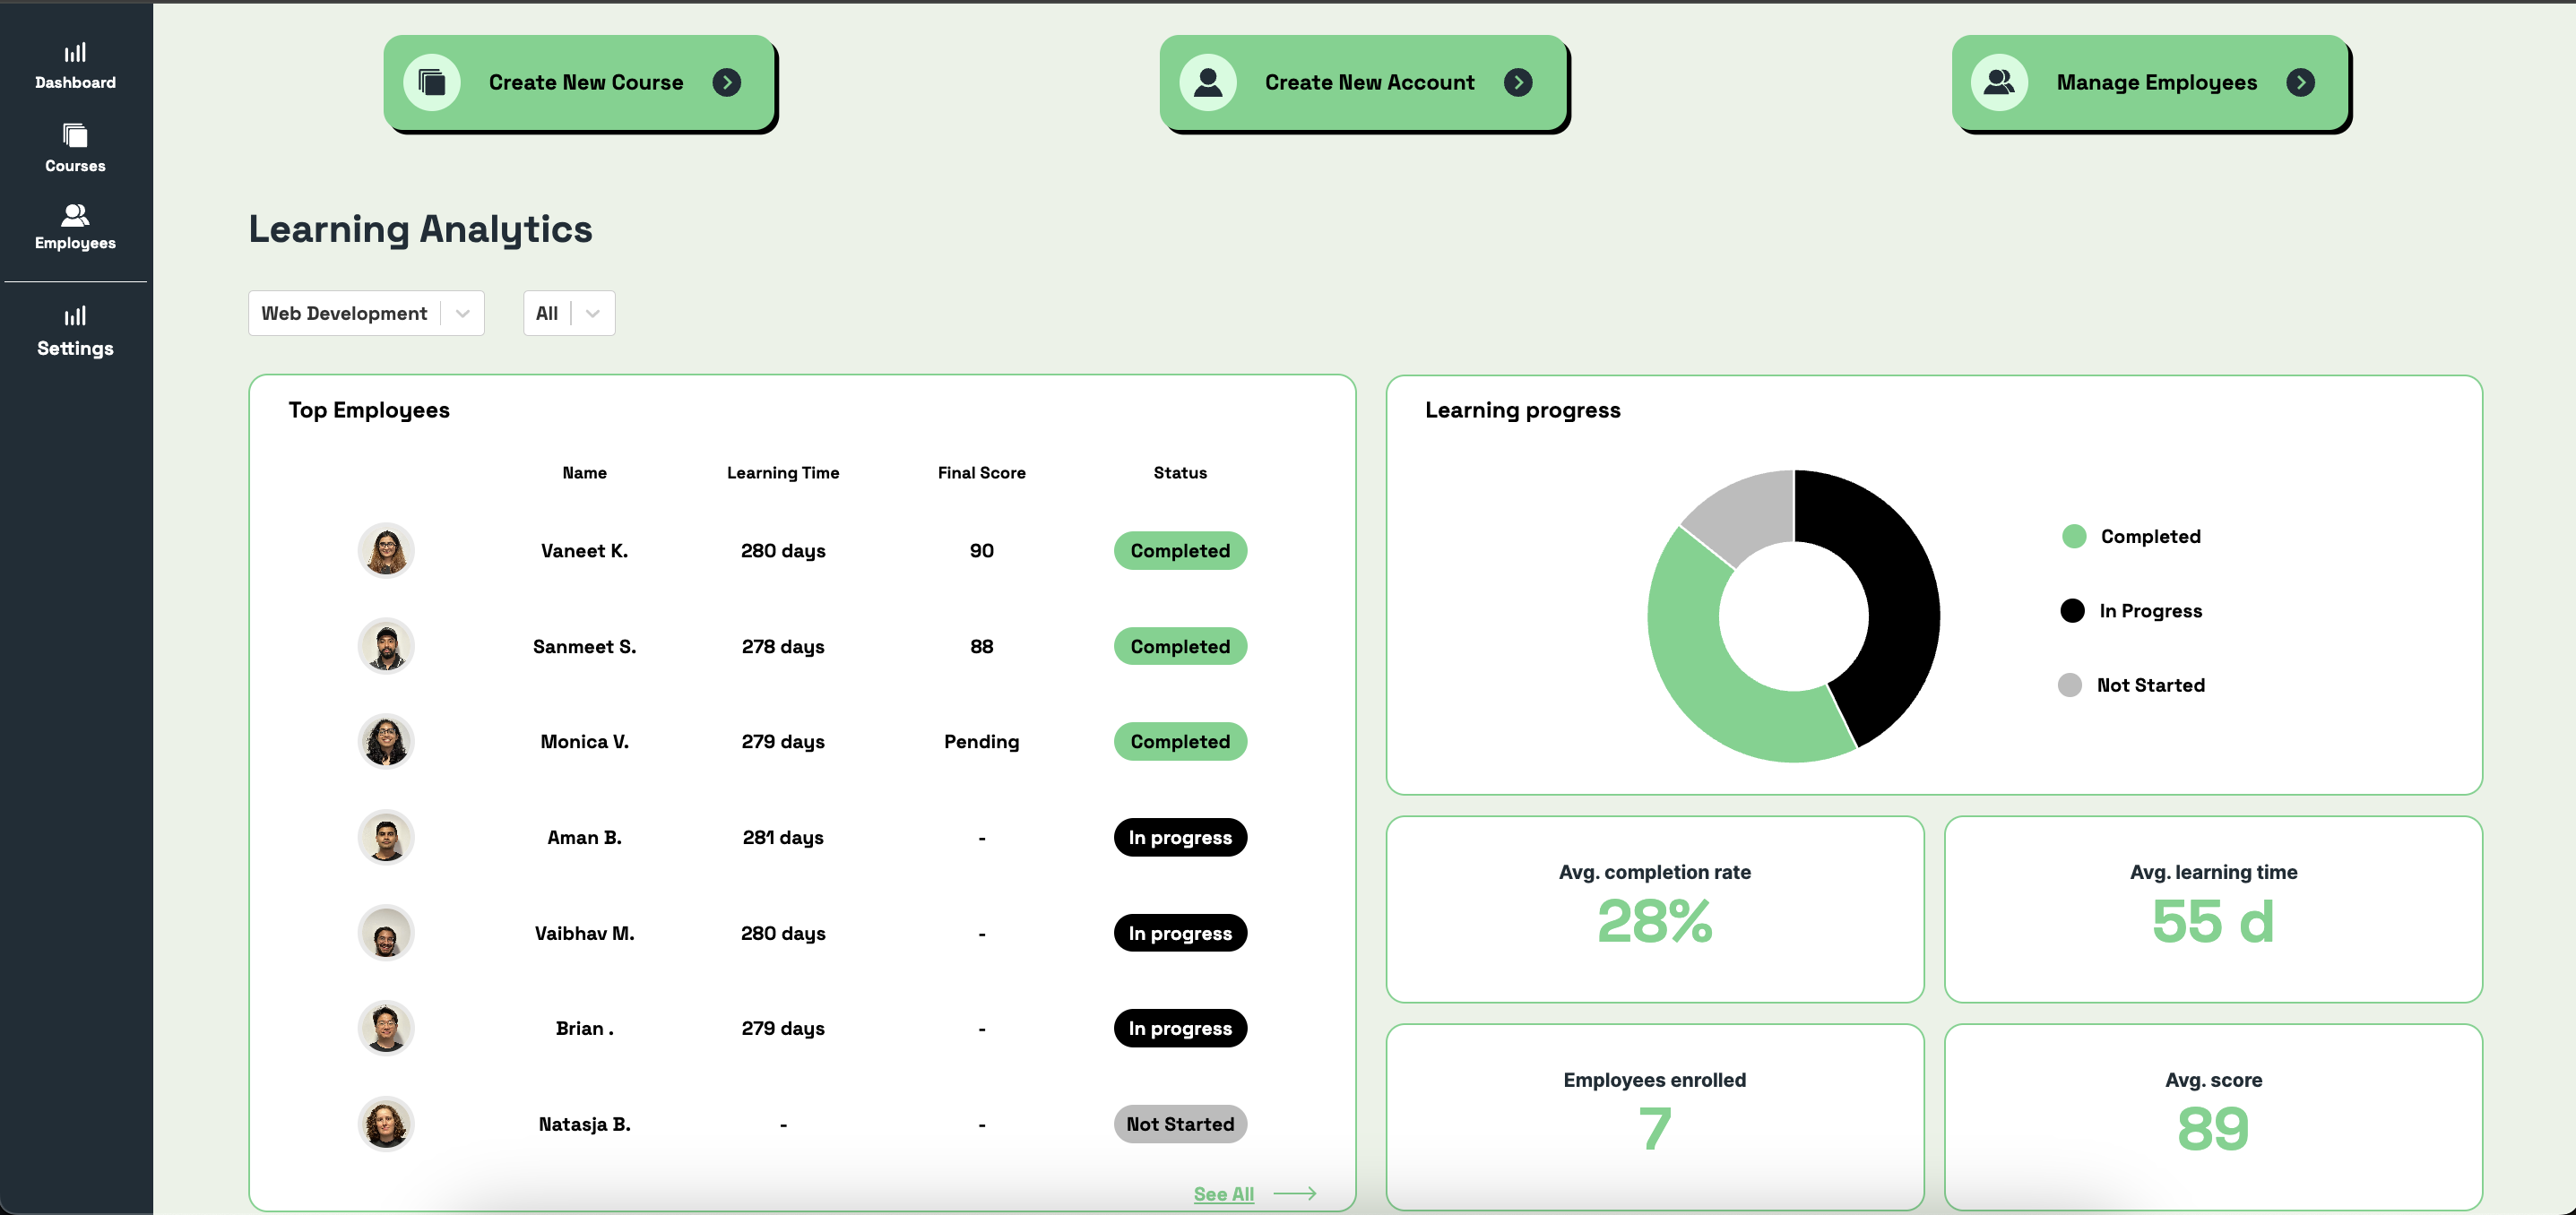 Dashboard
Courses
Employees
Settings
Create New Course
Create New Account
Manage Employees
Learning Analytics
Web Development
All
Top Employees
Name Learning Time Final Score Status
Vaneet K. 280 days 90 Completed
Sanmeet S. 278 days 88 Completed
Monica V. 279 days Pending Completed
Aman B. 281 days - In progress
Vaibhav M. 280 days - In progress
Brian . 279 days - In progress
Natasja B. - - Not Started
See All
Learning progress
Completed
In Progress
Not Started
Avg. completion rate
28%
Avg. learning time
55 d
Employees enrolled
7
Avg. score
89